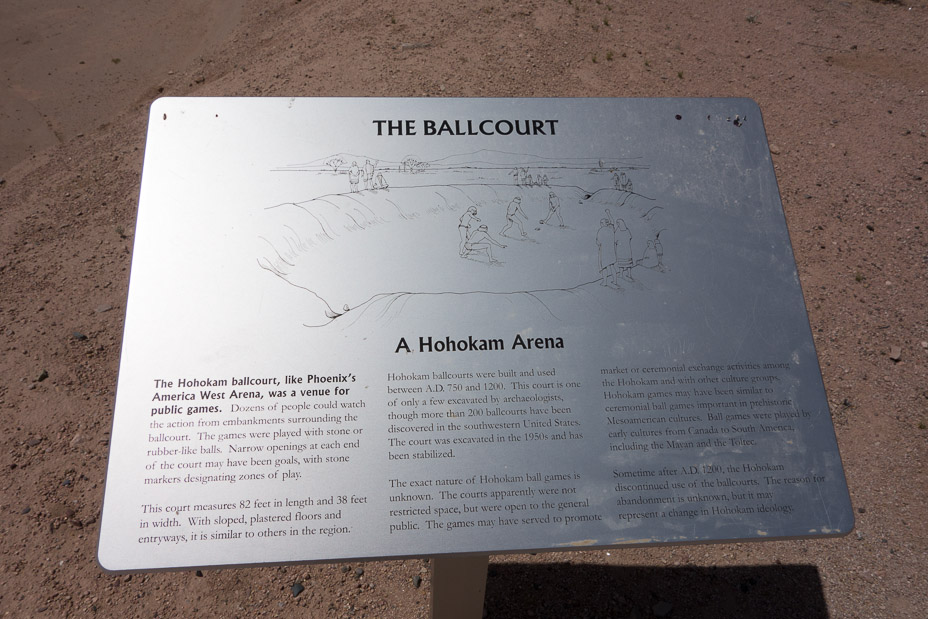 THE BALLCOURT
A Hohokam Arena
The Hohokam ballcourt, like Phoenix's
America West Arena, was a venue for
public games. Dozens of people could watch
the action from embankments surrounding the
ballcourt. The games were played with stone or
rubber-like balls. Narrow openings at each end
of the court may have been goals, with stone
markers designating zones of play.
This court measures 82 feet in length and 38 feet
in width. With sloped, plastered floors and
entryways, it is similar to others in the region.
Hohokam ballcourts were built and used
between A.D. 750 and 1200. This court is one
of only a few excavated by archaeologists,
though more than 200 ballcourts have been
discovered in the southwestern United States.
The court was excavated in the 1950s and has
been stabilized.
The exact nature of Hohokam ball games is
unknown. The courts apparently were not
restricted space, but were open to the general
public. The games may have served to promote
market or ceremonial exchange activities among
the Hohokam and with other culture groups.
Hohokam games may have been similar to
ceremonial ball games important in prehistoric
Mesoamerican cultures. Ball games were played by
early cultures from Canada to South America,
including the Mayan and the Toltec.
Sometime after A.D. 1200, the Hohokam
discontinued use of the ballcourts. The reason for
abandonment is unknown, but it may
represent a change in Hohokam ideology.